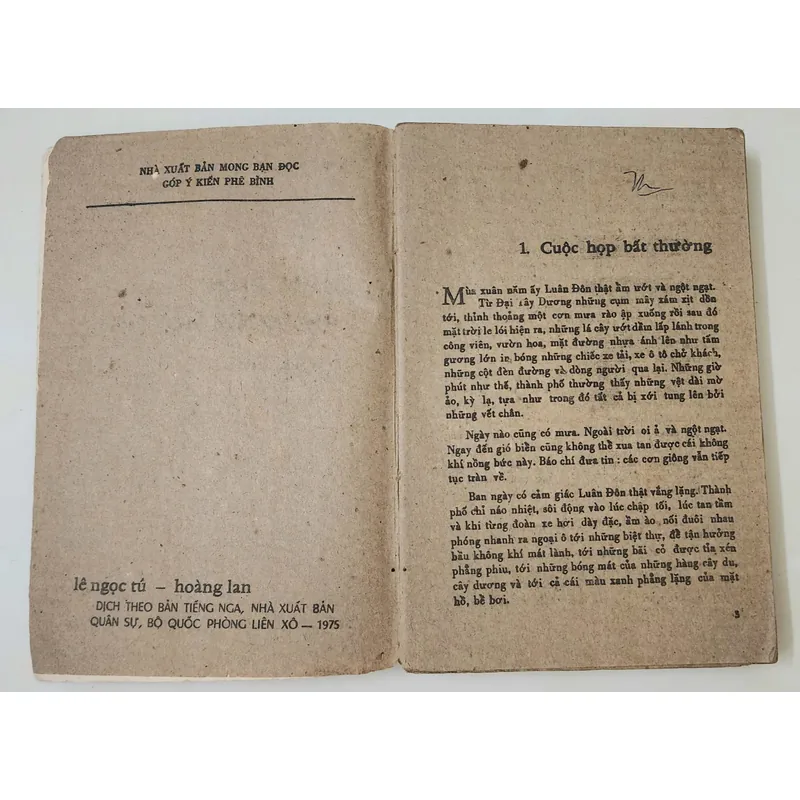 NHÀ XUẤT BẢN MONG BẠN ĐỌC
GÓP Ý KIẾN PHÊ BÌNH
lê ngọc tú – hoàng lan
DỊCH THEO BẢN TIẾNG NGA, NHÀ XUẤT BẢN
QUÂN SỰ, BỘ QUỐC PHÒNG LIÊN XÔ — 1975
1. Cuộc họp bất thường
Mùa xuân năm ấy Luân Đôn thật ẩm ướt và ngột ngạt.
Từ Đại Tây Dương những cụm mây xám xịt dồn
tới, thỉnh thoảng một cơn mưa rào ập xuống rồi sau đó
mặt trời le lói hiện ra, những lá cây ướt dầm lấp lánh trong
công viên, vườn hoa, mặt đường nhựa ánh lên như tấm
gương lớn in bóng những chiếc xe tải, xe ô tô chở khách,
những cột đèn đường và dòng người qua lại. Những giờ
phút như thế, thành phố thường thấy những vệt dài mờ
ảo, kỳ lạ, tựa như trong đó tất cả bị xới tung lên bởi
những vết chân.
Ngày nào cũng có mưa. Ngoài trời oi ả và ngột ngạt.
Ngay đến gió biển cũng không thể xua tan được cái không
khí nồng bức này. Báo chí đưa tin : các cơn giông vẫn tiếp
tục tràn về.
Ban ngày có cảm giác Luân Đôn thật vắng lặng. Thành
phố chỉ náo nhiệt, sôi động vào lúc chập tối, lúc tan tầm
và khi từng đoàn xe hơi dày đặc, ầm ào nối đuôi nhau
phóng nhanh ra ngoại ô tới những biệt thự, để tận hưởng
bầu không khí mát lành, tới những bãi cỏ được tỉa xén
phẳng phiu, tới những bóng mát của những hàng cây du,
cây dương và tới cả cái màu xanh phẳng lặng của mặt
hồ, bể bơi.
3